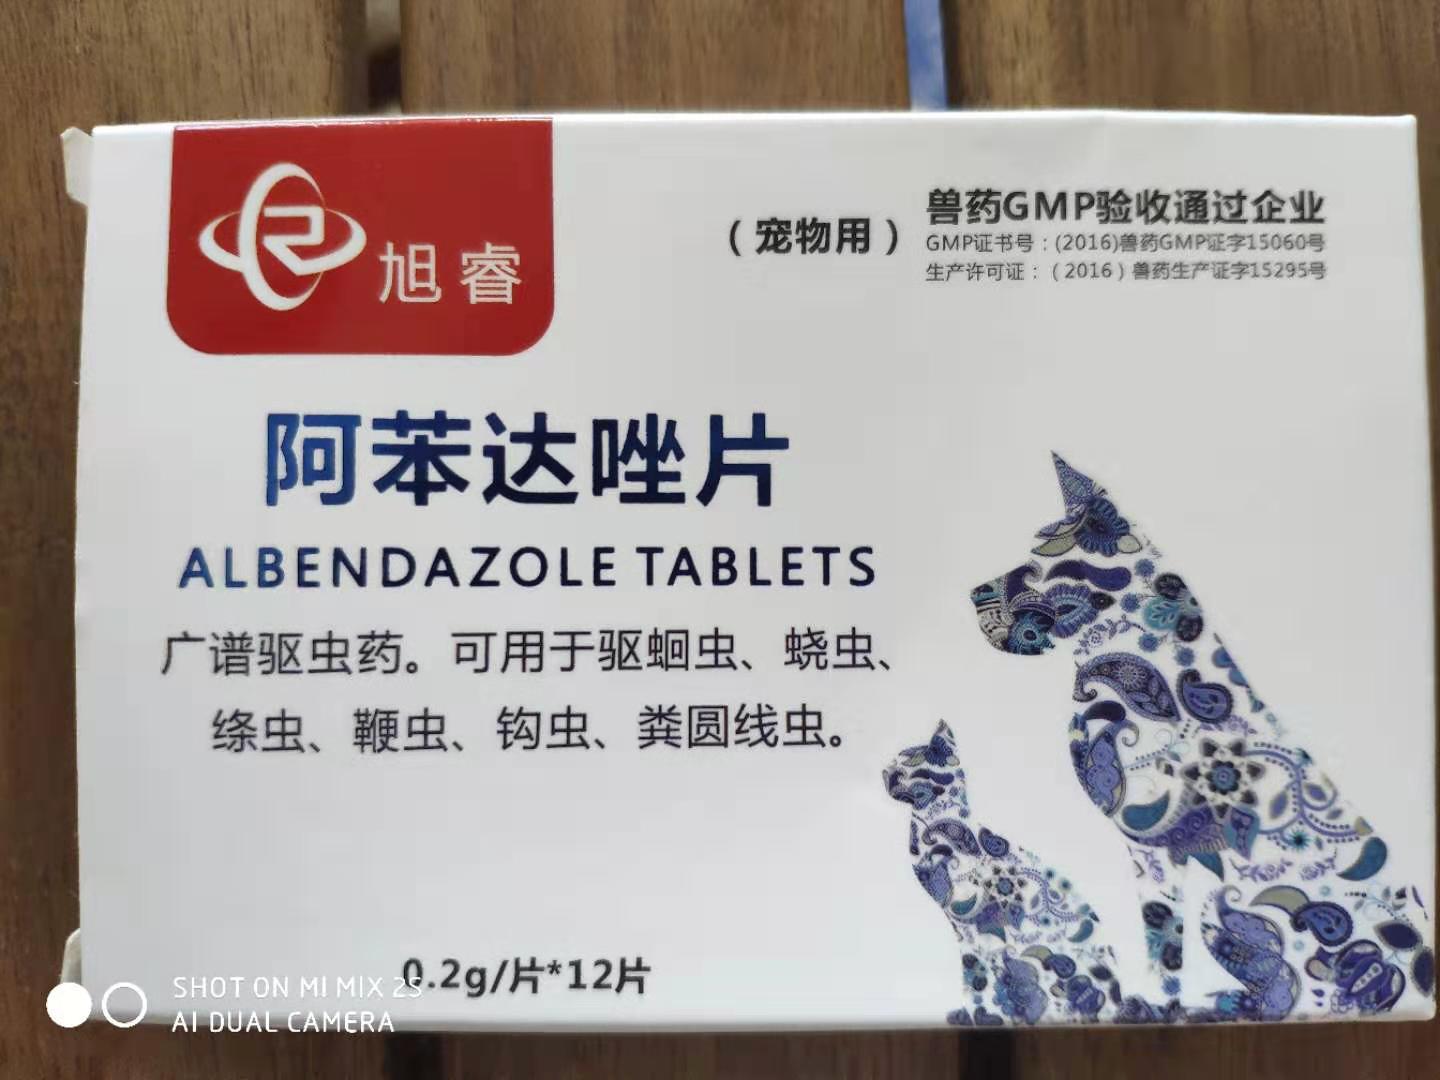 旭睿
（宠物用）
兽药GMP验收通过企业
GMP证书号：(2016)兽药GMP证字15060号
生产许可证：（2016）兽药生产证字15295号
阿苯达唑片
ALBENDAZOLE TABLETS
广谱驱虫药。可用于驱蛔虫、蛲虫、
绦虫、鞭虫、钩虫、粪圆线虫。
0.2g/片*12片
SHOT ON MI MIX 2S
AI DUAL CAMERA